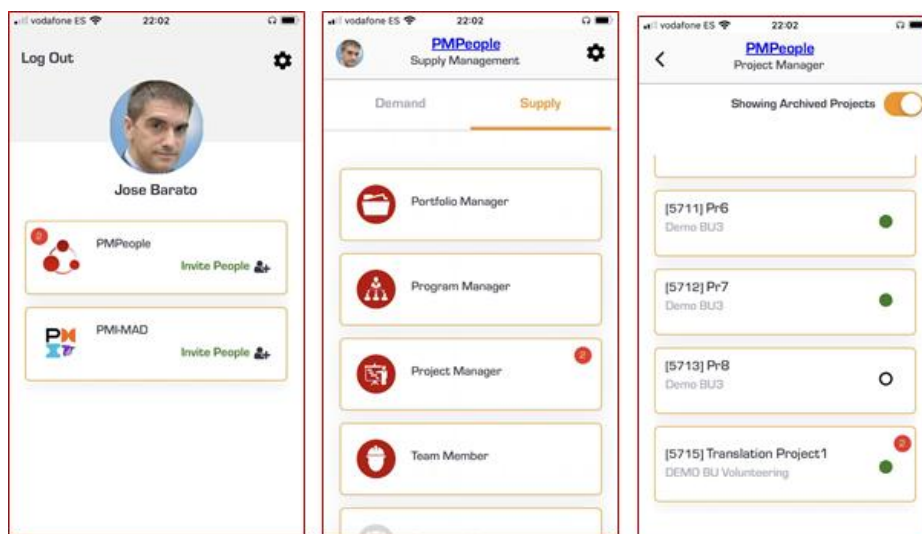 vodafone ES 22:02
Log Out
Jose Barato
2
PMPeople
Invite People
PMI-MAD
Invite People
vodafone ES 22:02
PMPeople
Supply Management
Demand Supply
Portfolio Manager
Program Manager
Project Manager 2
Team Member
vodafone ES 22:02
PMPeople
Project Manager
Showing Archived Projects
[5711] Pr6
Demo BU3
[5712] Pr7
Demo BU3
[5713] Pr8
Demo BU3
[5715] Translation Project1 2
DEMO BU Volunteering